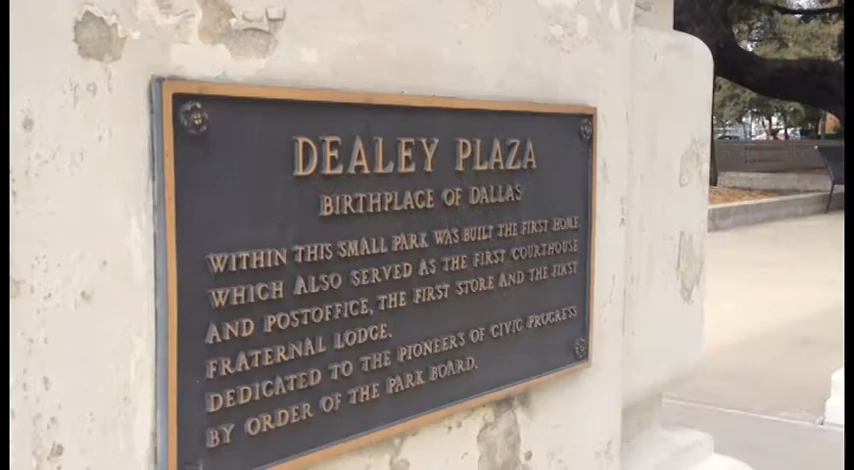 DEALEY PLAZA
BIRTHPLACE OF DALLAS
WITHIN THIS SMALL PARK WAS BUILT THE FIRST HOME
WHICH ALSO SERVED AS THE FIRST COURTHOUSE
AND POSTOFFICE, THE FIRST STORE AND THE FIRST
FRATERNAL LODGE.
DEDICATED TO THE PIONEERS OF CIVIC PROGRESS
BY ORDER OF THE PARK BOARD.